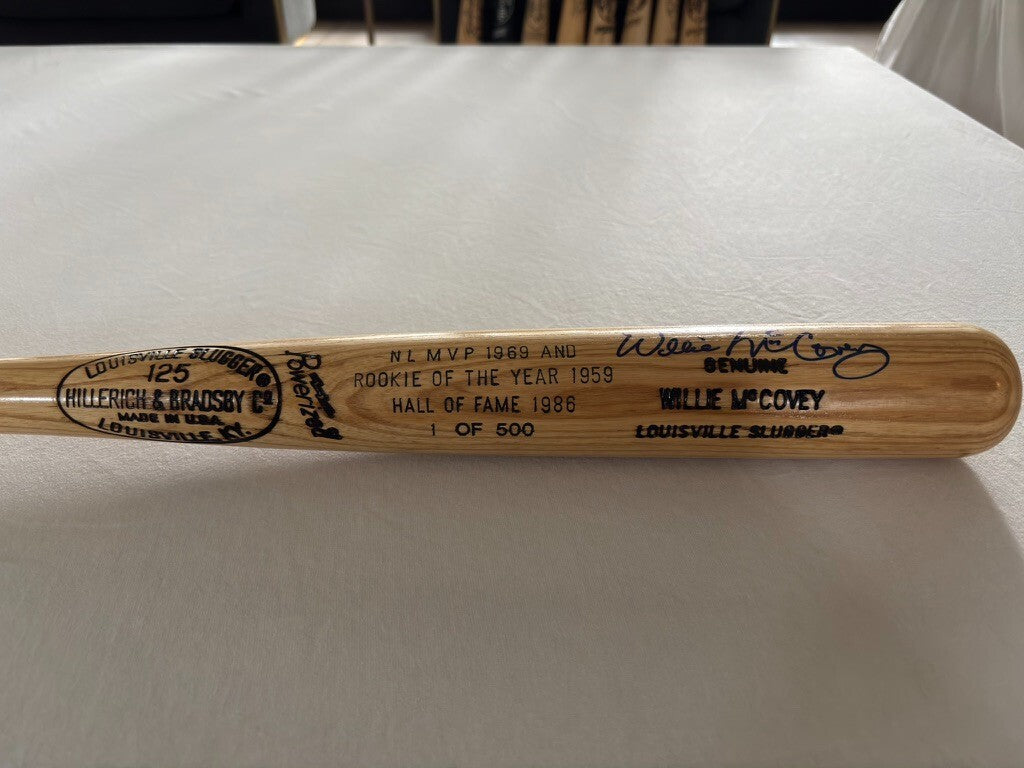 LOUISVILLE SLUGGER®
125
HILLERICH & BRADSBY Cº
MADE IN U.S.A.
LOUISVILLE, KY.
Powerized
NL MVP 1969 AND
ROOKIE OF THE YEAR 1959
HALL OF FAME 1986
1 OF 500
Willie McCovey
GENUINE
WILLIE McCOVEY
LOUISVILLE SLUGGER®